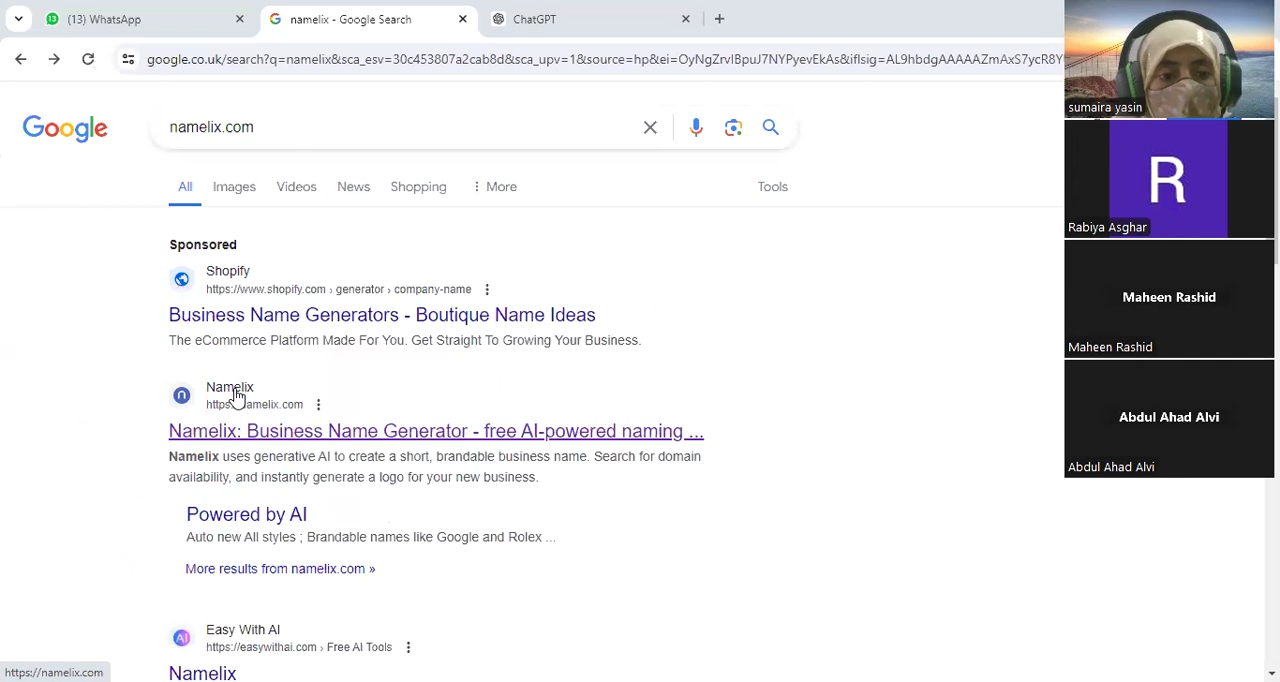 (13) WhatsApp
namelix - Google Search
ChatGPT
google.co.uk/search?q=namelix&sca_esv=30c453807a2cab8d&sca_upv=1&source=hp&ei=OyNgZrvIBpuJ7NYPyevEkAs&iflsig=AL9hbdgAAAAAZmAxS7ycR8Y
Google
namelix.com
All
Images
Videos
News
Shopping
More
Tools
Sponsored
Shopify
https://www.shopify.com › generator › company-name
Business Name Generators - Boutique Name Ideas
The eCommerce Platform Made For You. Get Straight To Growing Your Business.
Namelix
Namelix: Business Name Generator - free AI-powered naming ...
Namelix uses generative AI to create a short, brandable business name. Search for domain
availability, and instantly generate a logo for your new business.
Powered by AI
Auto new All styles ; Brandable names like Google and Rolex ...
More results from namelix.com »
Easy With AI
https://easywithai.com › Free AI Tools
Namelix
https://namelix.com
sumaira yasin
R
Rabiya Asghar
Maheen Rashid
Maheen Rashid
Abdul Ahad Alvi
Abdul Ahad Alvi